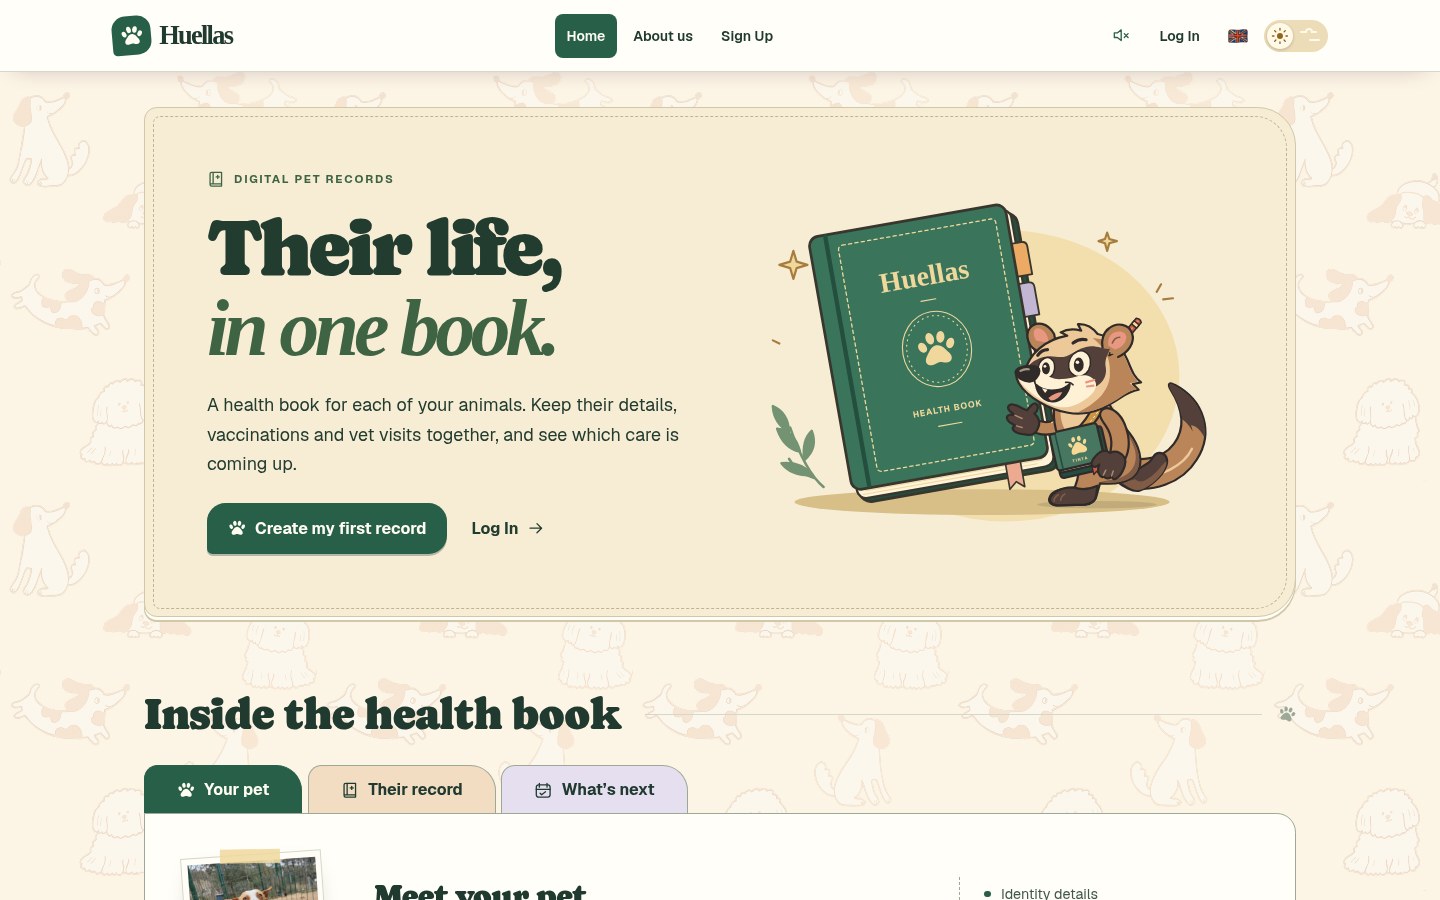 Huellas
Home
About us
Sign Up
Log In
DIGITAL PET RECORDS
Their life,
in one book.
A health book for each of your animals. Keep their details,
vaccinations and vet visits together, and see which care is
coming up.
Create my first record
Log In
Huellas
HEALTH BOOK
Inside the health book
Your pet
Their record
What's next
Meet your pet
Identity details